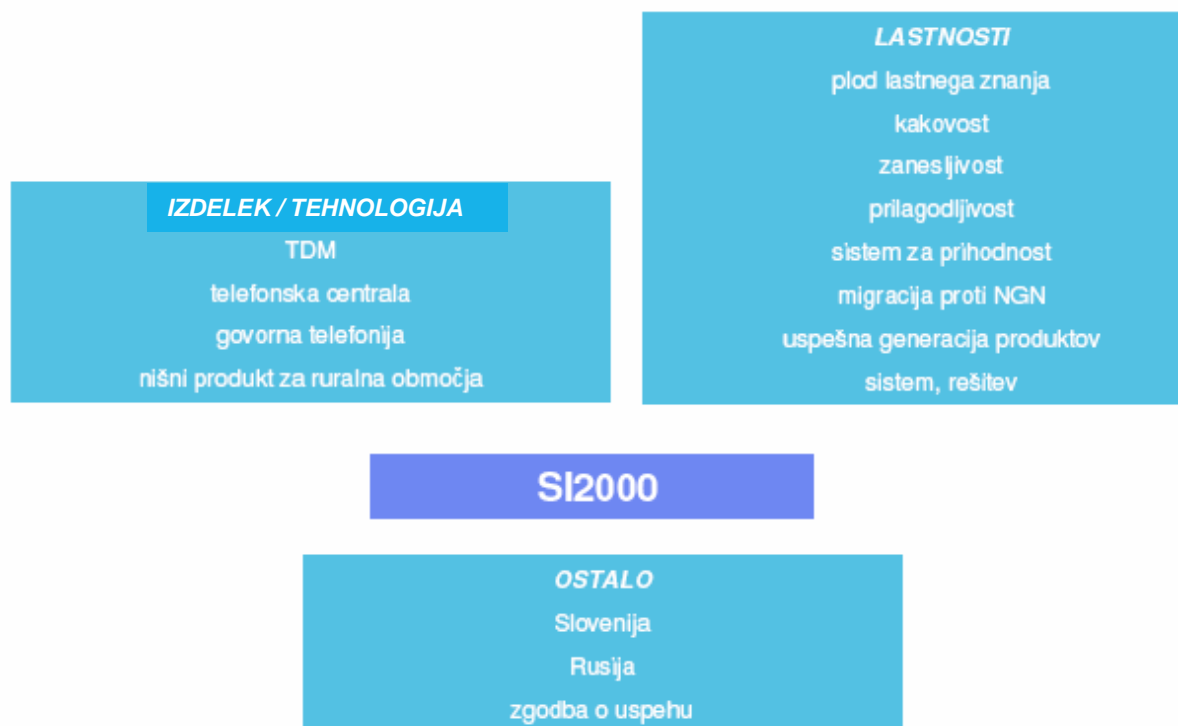 LASTNOSTI
plod lastnega znanja
kakovost
zanesljivost
prilagodljivost
sistem za prihodnost
migracija proti NGN
uspešna generacija produktov
sistem, rešitev
IZDELEK / TEHNOLOGIJA
TDM
telefonska centrala
govorna telefonija
nišni produkt za ruralna območja
SI2000
OSTALO
Slovenija
Rusija
zgodba o uspehu